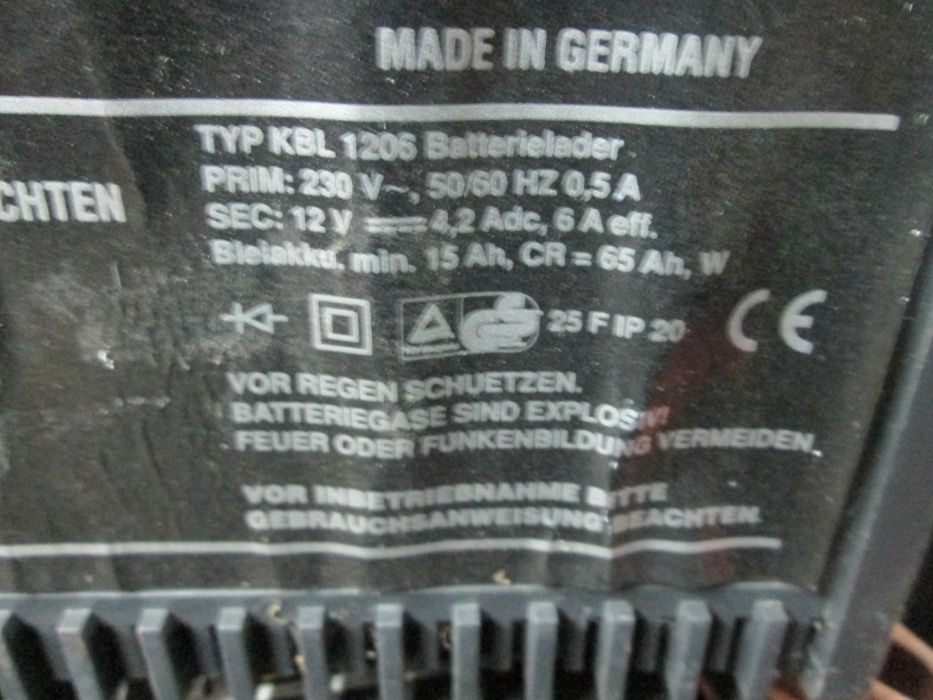 MADE IN GERMANY
TYP KBL 1206 Batterielader
PRIM: 230 V~, 50/60 HZ 0,5 A
CHTEN
SEC: 12 V 4,2 Adc, 6 A eff.
Bleiakku. min. 15 Ah, CR = 65 Ah, W
25 F IP 20 CE
VOR REGEN SCHUETZEN.
BATTERIEGASE SIND EXPLOSIV!
FEUER ODER FUNKENBILDUNG VERMEIDEN.
VOR INBETRIEBNAHME BITTE
GEBRAUCHSANWEISUNG BEACHTEN.